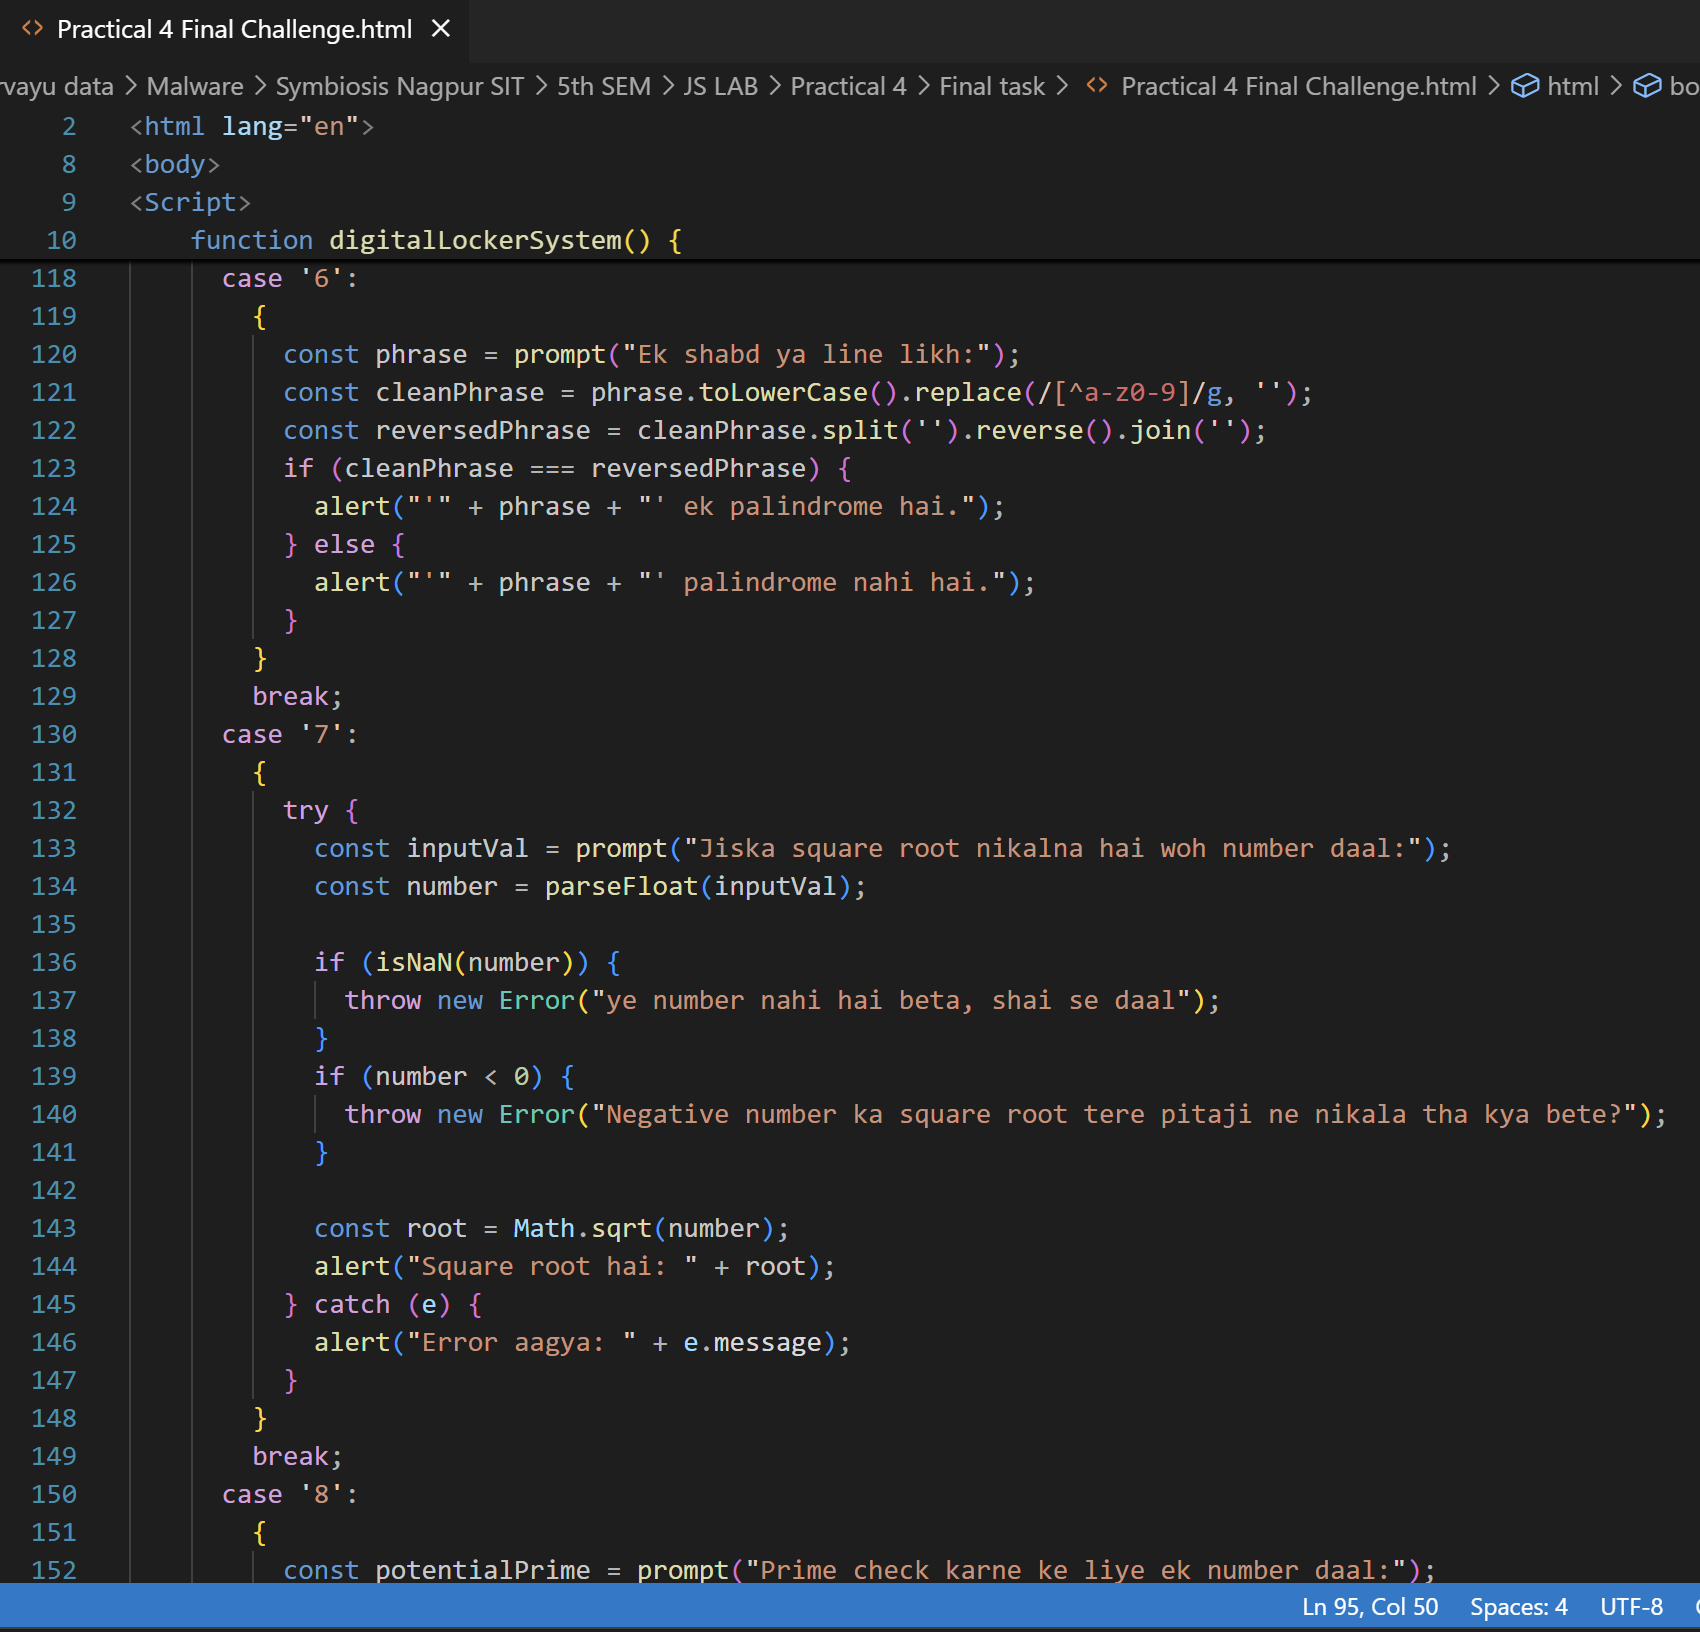 Practical 4 Final Challenge.html
rvayu data > Malware > Symbiosis Nagpur SIT > 5th SEM > JS LAB > Practical 4 > Final task > Practical 4 Final Challenge.html > html > bo
2 <html lang="en">
8 <body>
9 <Script>
10 function digitalLockerSystem() {
118 case '6':
119 {
120 const phrase = prompt("Ek shabd ya line likh:");
121 const cleanPhrase = phrase.toLowerCase().replace(/[^a-z0-9]/g, '');
122 const reversedPhrase = cleanPhrase.split('').reverse().join('');
123 if (cleanPhrase === reversedPhrase) {
124 alert("'" + phrase + "' ek palindrome hai.");
125 } else {
126 alert("'" + phrase + "' palindrome nahi hai.");
127 }
128 }
129 break;
130 case '7':
131 {
132 try {
133 const inputVal = prompt("Jiska square root nikalna hai woh number daal:");
134 const number = parseFloat(inputVal);
135
136 if (isNaN(number)) {
137 throw new Error("ye number nahi hai beta, shai se daal");
138 }
139 if (number < 0) {
140 throw new Error("Negative number ka square root tere pitaji ne nikala tha kya bete?");
141 }
142
143 const root = Math.sqrt(number);
144 alert("Square root hai: " + root);
145 } catch (e) {
146 alert("Error aagya: " + e.message);
147 }
148 }
149 break;
150 case '8':
151 {
152 const potentialPrime = prompt("Prime check karne ke liye ek number daal:");
Ln 95, Col 50 Spaces: 4 UTF-8